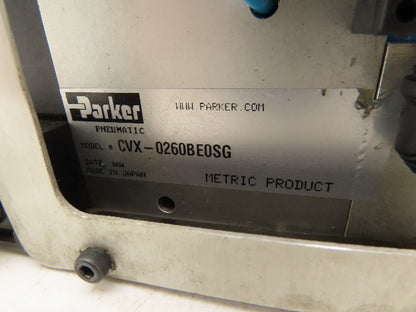 Parker
WWW.PARKER.COM
PNEUMATIC
MODEL # CVX-0260BE0SG
DATE
MADE IN JAPAN
METRIC PRODUCT